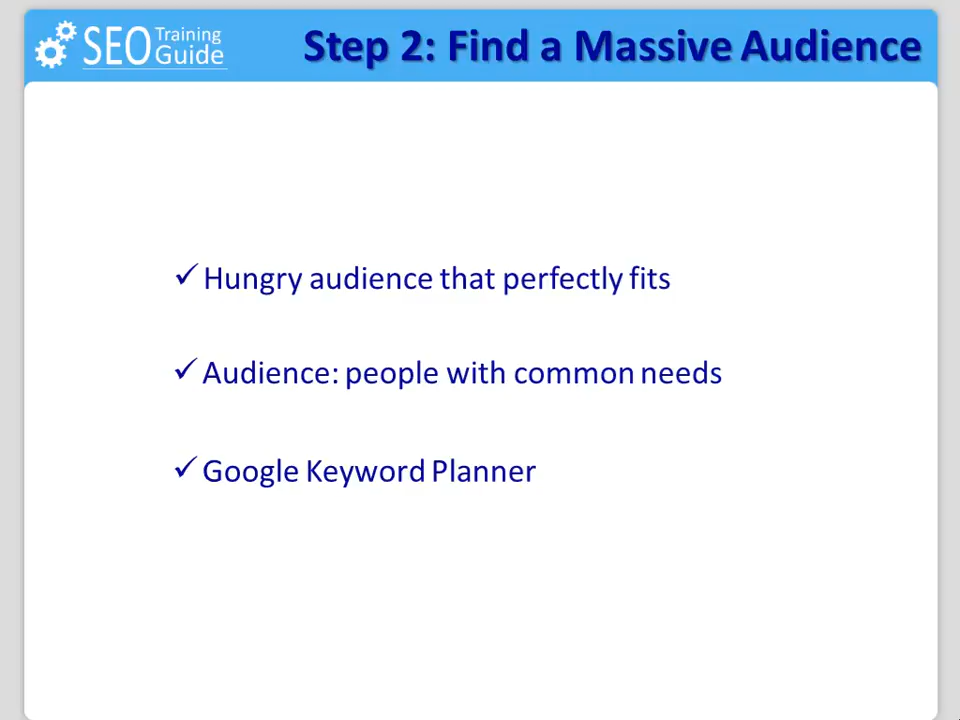 SEO Training Guide
Step 2: Find a Massive Audience
✓ Hungry audience that perfectly fits
✓ Audience: people with common needs
✓ Google Keyword Planner